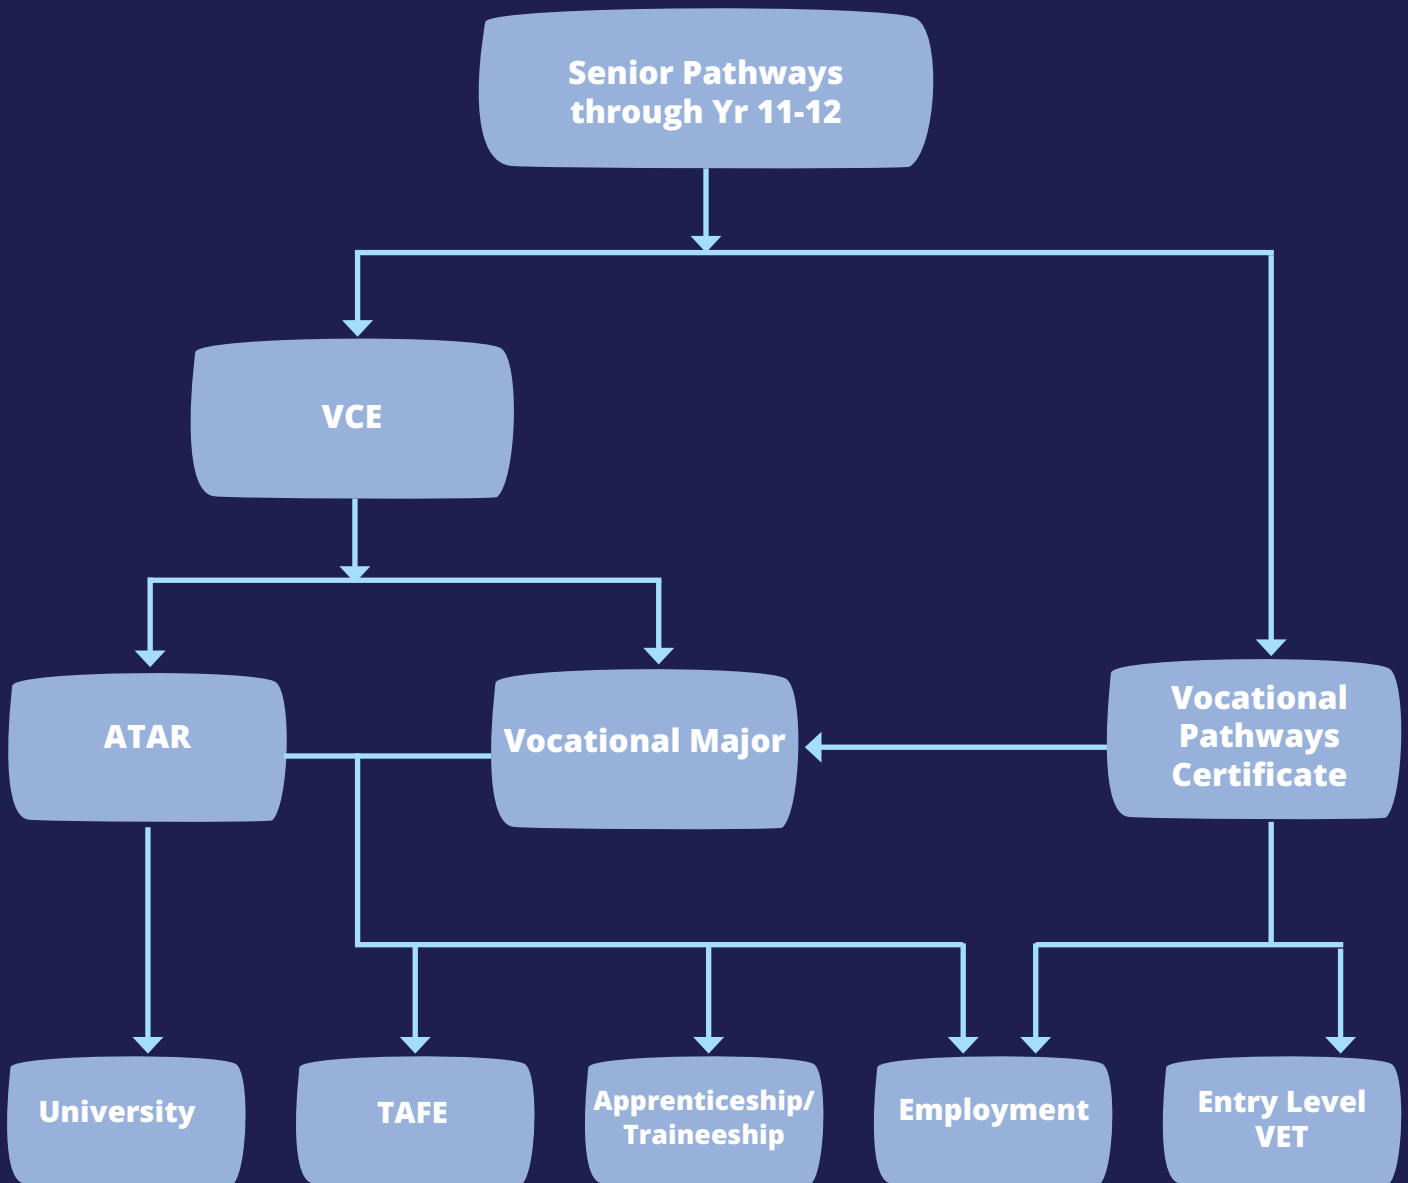 Senior Pathways
through Yr 11-12
VCE
ATAR
Vocational Major
Vocational
Pathways
Certificate
University
TAFE
Apprenticeship/
Traineeship
Employment
Entry Level
VET